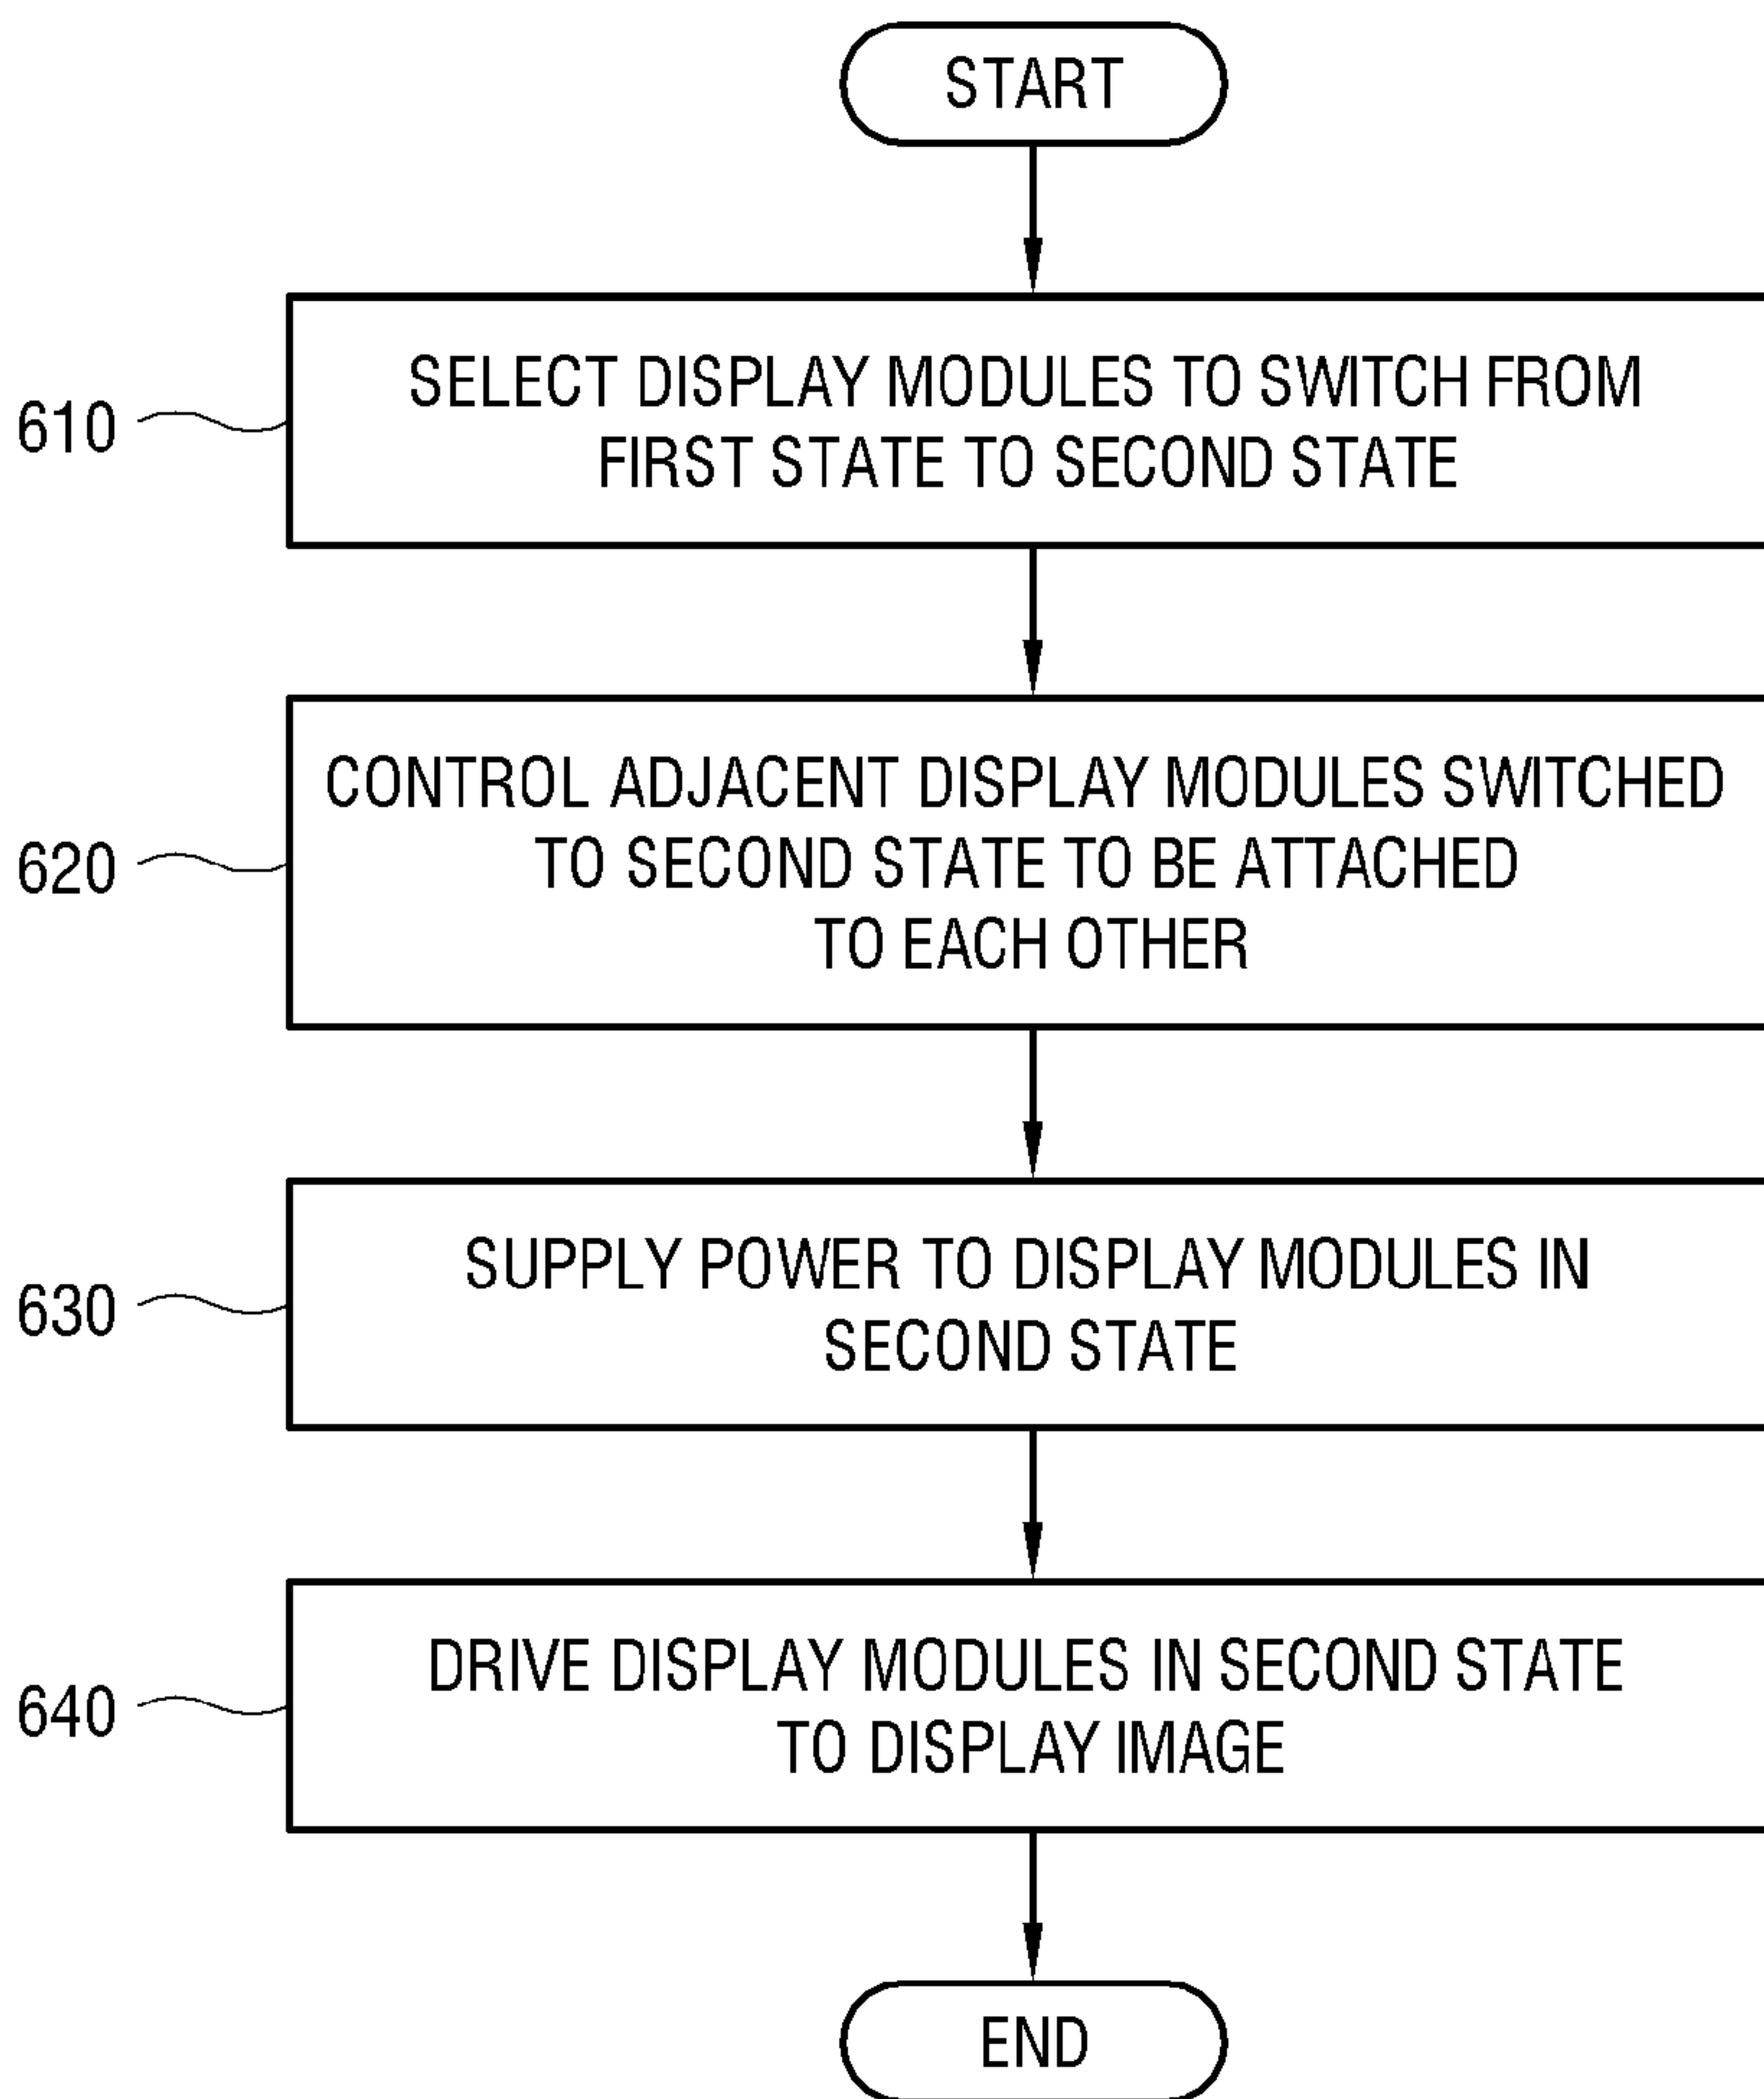 START
610
SELECT DISPLAY MODULES TO SWITCH FROM
FIRST STATE TO SECOND STATE
620
CONTROL ADJACENT DISPLAY MODULES SWITCHED
TO SECOND STATE TO BE ATTACHED
TO EACH OTHER
630
SUPPLY POWER TO DISPLAY MODULES IN
SECOND STATE
640
DRIVE DISPLAY MODULES IN SECOND STATE
TO DISPLAY IMAGE
END